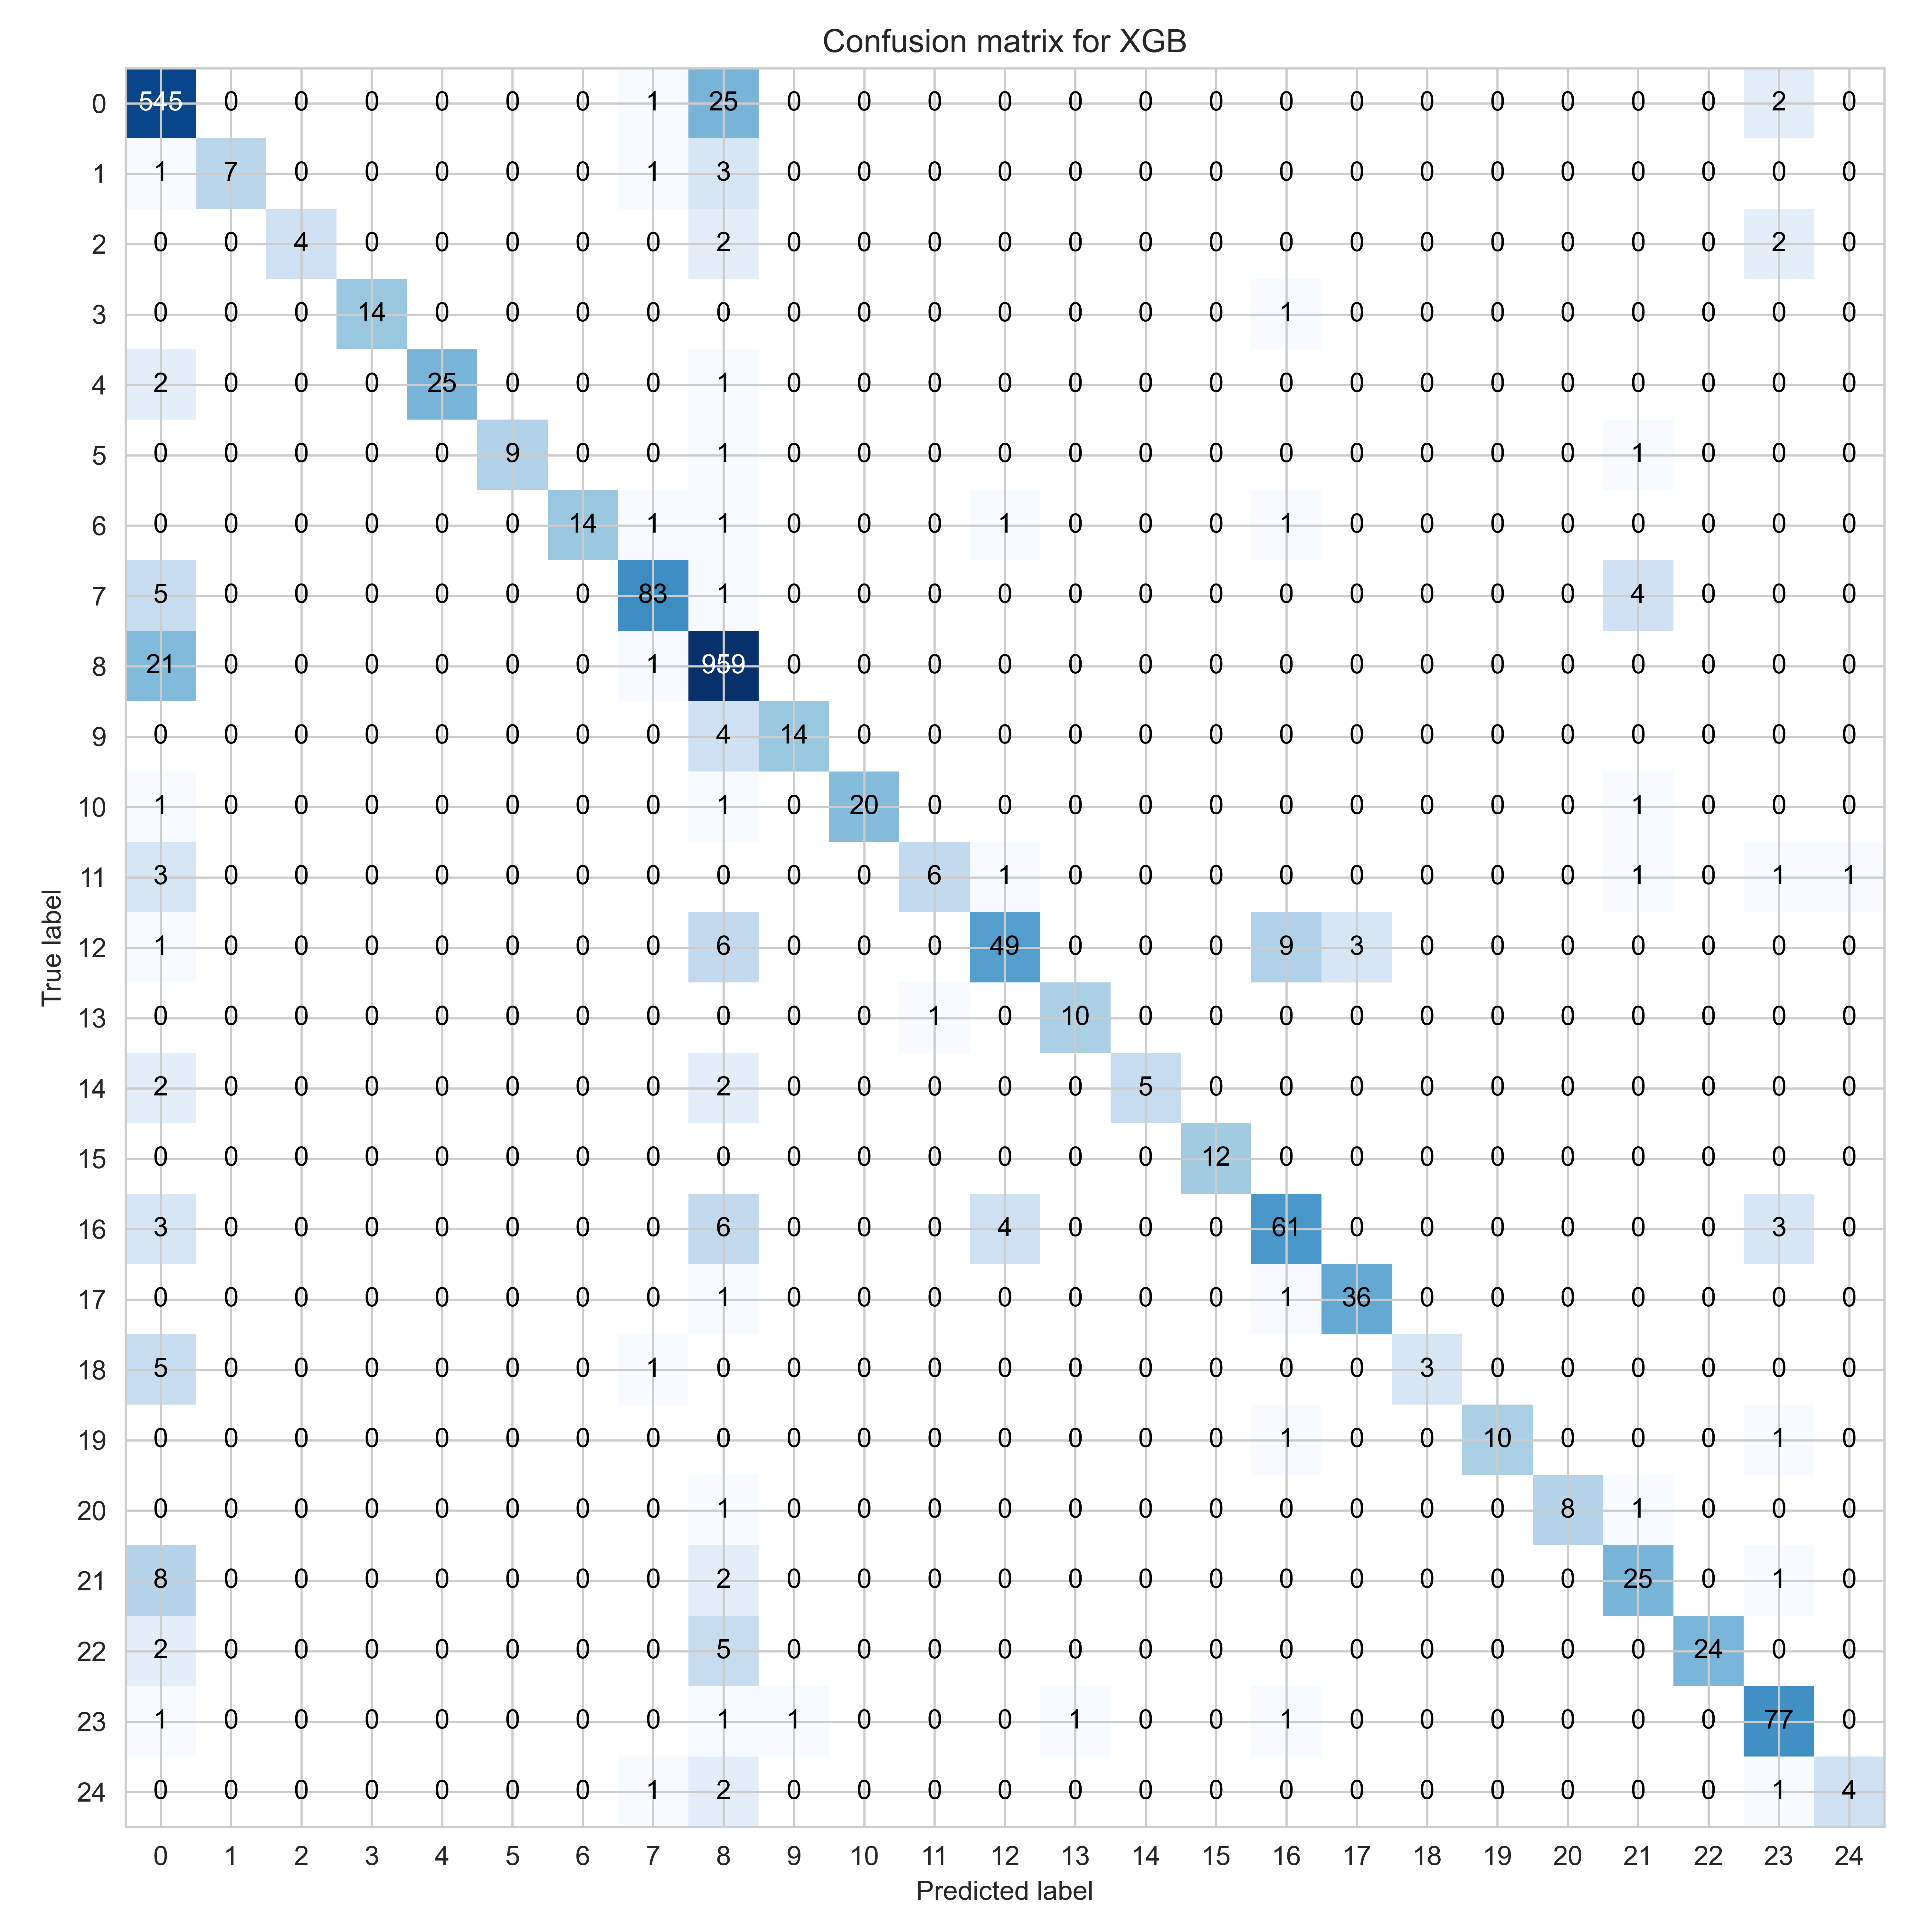 Confusion matrix for XGB
0 545 0 0 0 0 0 0 1 25 0 0 0 0 0 0 0 0 0 0 0 0 0 0 2 0
1 1 7 0 0 0 0 0 1 3 0 0 0 0 0 0 0 0 0 0 0 0 0 0 0 0
2 0 0 4 0 0 0 0 0 2 0 0 0 0 0 0 0 0 0 0 0 0 0 0 2 0
3 0 0 0 14 0 0 0 0 0 0 0 0 0 0 0 0 1 0 0 0 0 0 0 0 0
4 2 0 0 0 25 0 0 0 1 0 0 0 0 0 0 0 0 0 0 0 0 0 0 0 0
5 0 0 0 0 0 9 0 0 1 0 0 0 0 0 0 0 0 0 0 0 0 1 0 0 0
6 0 0 0 0 0 0 14 1 1 0 0 0 1 0 0 0 1 0 0 0 0 0 0 0 0
7 5 0 0 0 0 0 0 83 1 0 0 0 0 0 0 0 0 0 0 0 0 4 0 0 0
8 21 0 0 0 0 0 0 1 959 0 0 0 0 0 0 0 0 0 0 0 0 0 0 0 0
9 0 0 0 0 0 0 0 0 4 14 0 0 0 0 0 0 0 0 0 0 0 0 0 0 0
10 1 0 0 0 0 0 0 0 1 0 20 0 0 0 0 0 0 0 0 0 0 1 0 0 0
11 3 0 0 0 0 0 0 0 0 0 0 6 1 0 0 0 0 0 0 0 0 1 0 1 1
12 1 0 0 0 0 0 0 0 6 0 0 0 49 0 0 0 9 3 0 0 0 0 0 0 0
13 0 0 0 0 0 0 0 0 0 0 0 1 0 10 0 0 0 0 0 0 0 0 0 0 0
14 2 0 0 0 0 0 0 0 2 0 0 0 0 0 5 0 0 0 0 0 0 0 0 0 0
15 0 0 0 0 0 0 0 0 0 0 0 0 0 0 0 12 0 0 0 0 0 0 0 0 0
16 3 0 0 0 0 0 0 0 6 0 0 0 4 0 0 0 61 0 0 0 0 0 0 3 0
17 0 0 0 0 0 0 0 0 1 0 0 0 0 0 0 0 1 36 0 0 0 0 0 0 0
18 5 0 0 0 0 0 0 1 0 0 0 0 0 0 0 0 0 0 3 0 0 0 0 0 0
19 0 0 0 0 0 0 0 0 0 0 0 0 0 0 0 0 1 0 0 10 0 0 0 1 0
20 0 0 0 0 0 0 0 0 1 0 0 0 0 0 0 0 0 0 0 0 8 1 0 0 0
21 8 0 0 0 0 0 0 0 2 0 0 0 0 0 0 0 0 0 0 0 0 25 0 1 0
22 2 0 0 0 0 0 0 0 5 0 0 0 0 0 0 0 0 0 0 0 0 0 24 0 0
23 1 0 0 0 0 0 0 0 1 1 0 0 0 1 0 0 1 0 0 0 0 0 0 77 0
24 0 0 0 0 0 0 0 1 2 0 0 0 0 0 0 0 0 0 0 0 0 0 0 1 4
0 1 2 3 4 5 6 7 8 9 10 11 12 13 14 15 16 17 18 19 20 21 22 23 24
Predicted label
True label